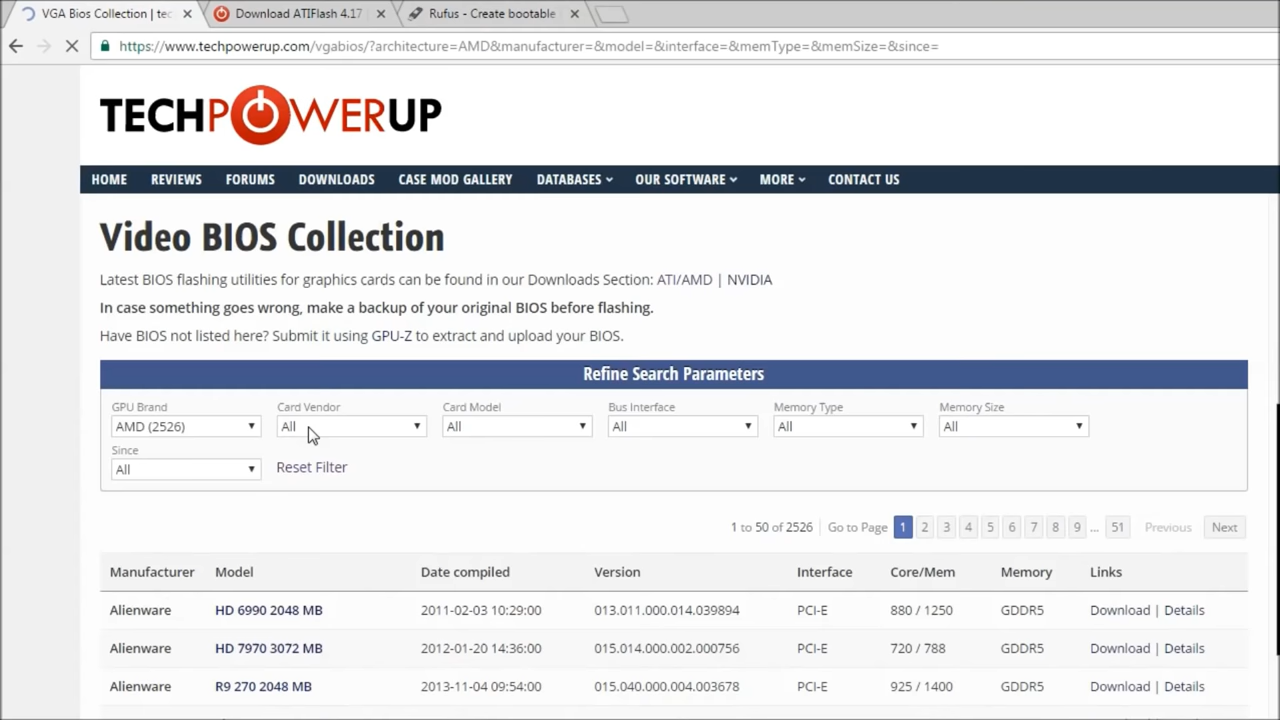 VGA Bios Collection | tec
Download ATIFlash 4.17
Rufus - Create bootable
https://www.techpowerup.com/vgabios/?architecture=AMD&manufacturer=&model=&interface=&memType=&memSize=&since=
TECHPOWERUP
HOME REVIEWS FORUMS DOWNLOADS CASE MOD GALLERY DATABASES OUR SOFTWARE MORE CONTACT US
Video BIOS Collection
Latest BIOS flashing utilities for graphics cards can be found in our Downloads Section: ATI/AMD | NVIDIA
In case something goes wrong, make a backup of your original BIOS before flashing.
Have BIOS not listed here? Submit it using GPU-Z to extract and upload your BIOS.
Refine Search Parameters
GPU Brand Card Vendor Card Model Bus Interface Memory Type Memory Size
AMD (2526) All All All All All
Since
All Reset Filter
1 to 50 of 2526 Go to Page 1 2 3 4 5 6 7 8 9 ... 51 Previous Next
Manufacturer Model Date compiled Version Interface Core/Mem Memory Links
Alienware HD 6990 2048 MB 2011-02-03 10:29:00 013.011.000.014.039894 PCI-E 880 / 1250 GDDR5 Download | Details
Alienware HD 7970 3072 MB 2012-01-20 14:36:00 015.014.000.002.000756 PCI-E 720 / 788 GDDR5 Download | Details
Alienware R9 270 2048 MB 2013-11-04 09:54:00 015.040.000.004.003678 PCI-E 925 / 1400 GDDR5 Download | Details